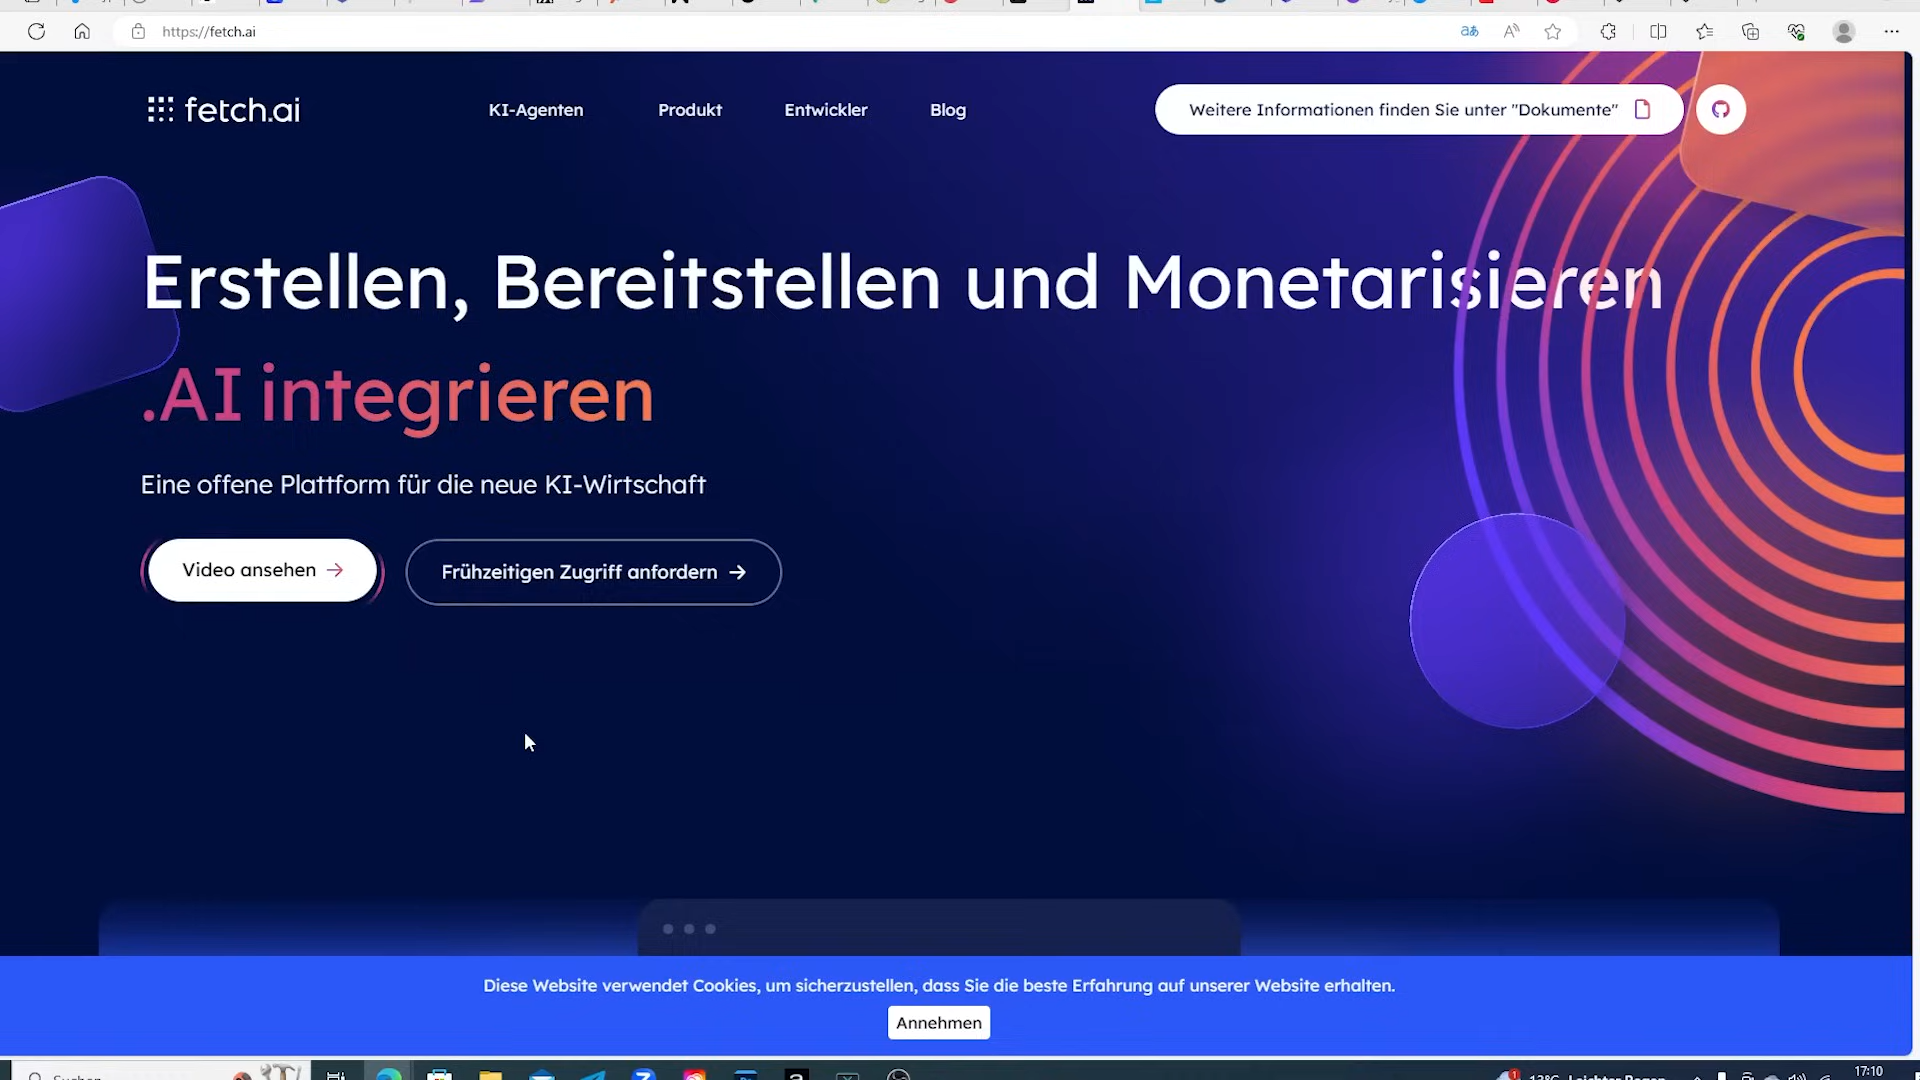 https://fetch.ai
fetch.ai
KI-Agenten
Produkt
Entwickler
Blog
Weitere Informationen finden Sie unter "Dokumente"
Erstellen, Bereitstellen und Monetarisieren
.AI integrieren
Eine offene Plattform für die neue KI-Wirtschaft
Video ansehen →
Frühzeitigen Zugriff anfordern →
Diese Website verwendet Cookies, um sicherzustellen, dass Sie die beste Erfahrung auf unserer Website erhalten.
Annehmen
17:10